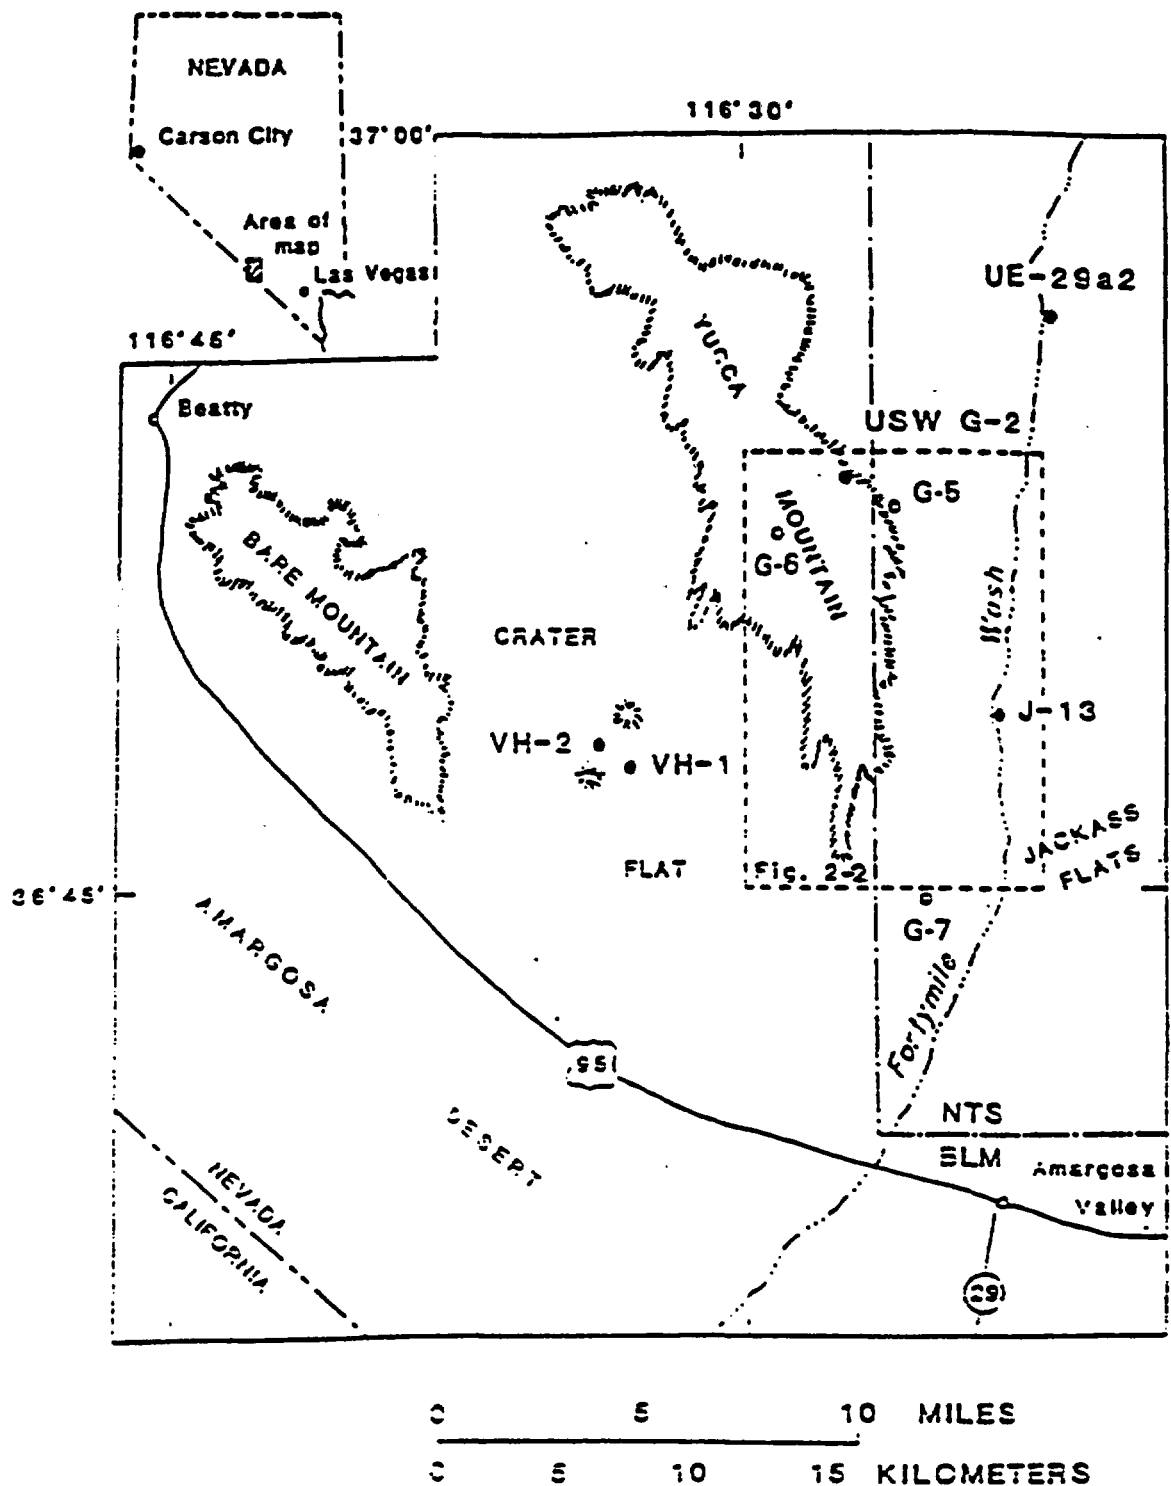 NEVADA
Carson City
37°00'
116°30'
Area of
map
Las Vegas
116°45'
UE-29a2
YUCCA
Beatty
USW G-2
G-5
MOUNTAIN
G-6
BARE MOUNTAIN
Wash
CRATER
J-13
VH-2
VH-1
JACKASS
FLATS
FLAT
Fig. 2-2
36°45'
G-7
AMARGOSA
Fortymile
95
DESERT
NTS
BLM
Amargosa
Valley
NEVADA
CALIFORNIA
29
0 5 10 MILES
0 5 10 15 KILOMETERS